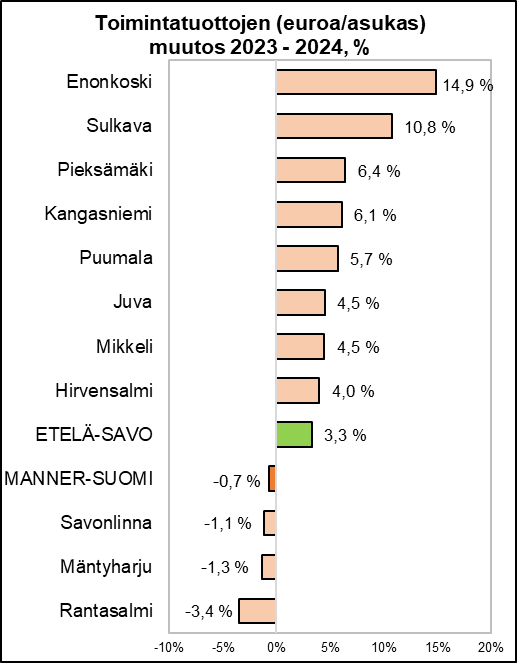 Toimintatuottojen (euroa/asukas)
muutos 2023 - 2024, %
Enonkoski 14,9 %
Sulkava 10,8 %
Pieksämäki 6,4 %
Kangasniemi 6,1 %
Puumala 5,7 %
Juva 4,5 %
Mikkeli 4,5 %
Hirvensalmi 4,0 %
ETELÄ-SAVO 3,3 %
MANNER-SUOMI -0,7 %
Savonlinna -1,1 %
Mäntyharju -1,3 %
Rantasalmi -3,4 %
-10% -5% 0% 5% 10% 15% 20%